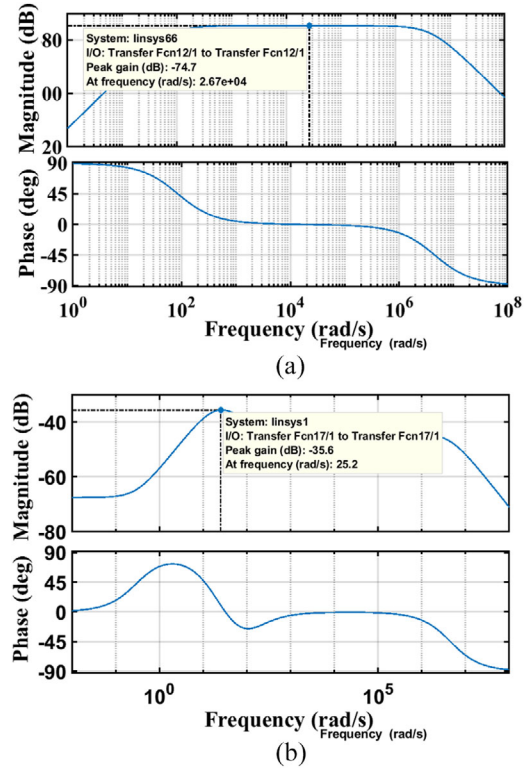 Magnitude (dB)
System: linsys66
I/O: Transfer Fcn12/1 to Transfer Fcn12/1
Peak gain (dB): -74.7
At frequency (rad/s): 2.67e+04
00
20
Phase (deg)
90
45
0
-45
-90
10^0 10^2 10^4 10^6 10^8
Frequency (rad/s)
Frequency (rad/s)
(a)
Magnitude (dB)
-40
-60
-80
System: linsys1
I/O: Transfer Fcn17/1 to Transfer Fcn17/1
Peak gain (dB): -35.6
At frequency (rad/s): 25.2
Phase (deg)
90
45
0
-45
-90
10^0 10^5
Frequency (rad/s)
Frequency (rad/s)
(b)